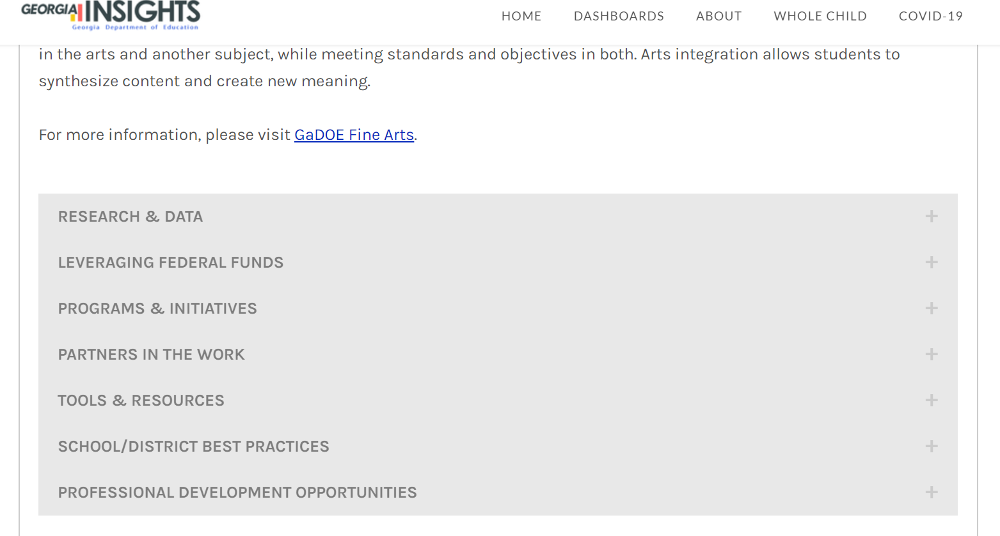 GEORGIA INSIGHTS
Georgia Department of Education
HOME DASHBOARDS ABOUT WHOLE CHILD COVID-19
in the arts and another subject, while meeting standards and objectives in both. Arts integration allows students to
synthesize content and create new meaning.
For more information, please visit GaDOE Fine Arts.
RESEARCH & DATA +
LEVERAGING FEDERAL FUNDS +
PROGRAMS & INITIATIVES +
PARTNERS IN THE WORK +
TOOLS & RESOURCES +
SCHOOL/DISTRICT BEST PRACTICES +
PROFESSIONAL DEVELOPMENT OPPORTUNITIES +